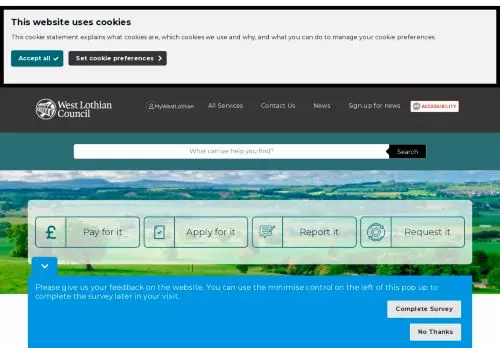 This website uses cookies
This cookie statement explains what cookies are, which cookies we use and why, and what you can do to manage your cookie preferences.
Accept all
Set cookie preferences
West Lothian
Council
MyWestLothian
All Services
Contact Us
News
Sign up for news
ACCESSIBILITY
What can we help you find?
Search
£
Pay for it
Apply for it
Report it
Request it
Please give us your feedback on the website. You can use the minimise control on the left of this pop up to
complete the survey later in your visit.
Complete Survey
No Thanks